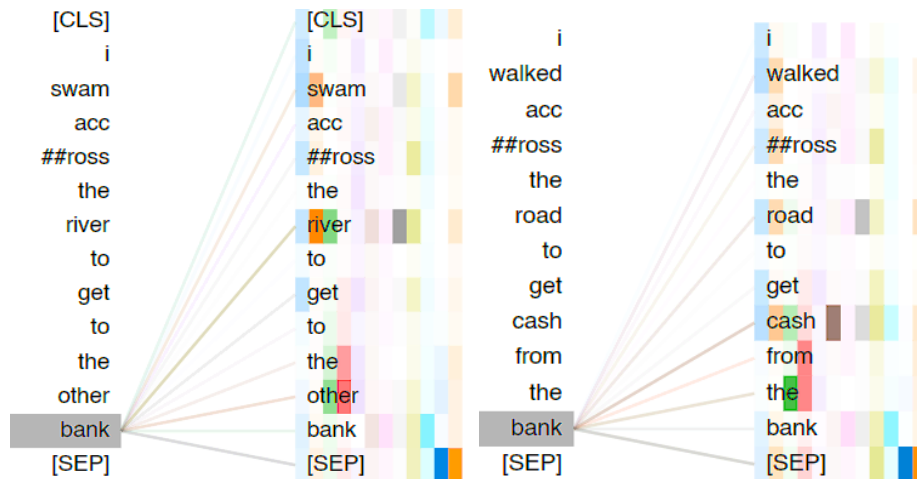 [CLS] [CLS]
i i
swam swam
acc acc
##ross ##ross
the the
river river
to to
get get
to to
the the
other other
bank bank
[SEP] [SEP]
i i
walked walked
acc acc
##ross ##ross
the the
road road
to to
get get
cash cash
from from
the the
bank bank
[SEP] [SEP]